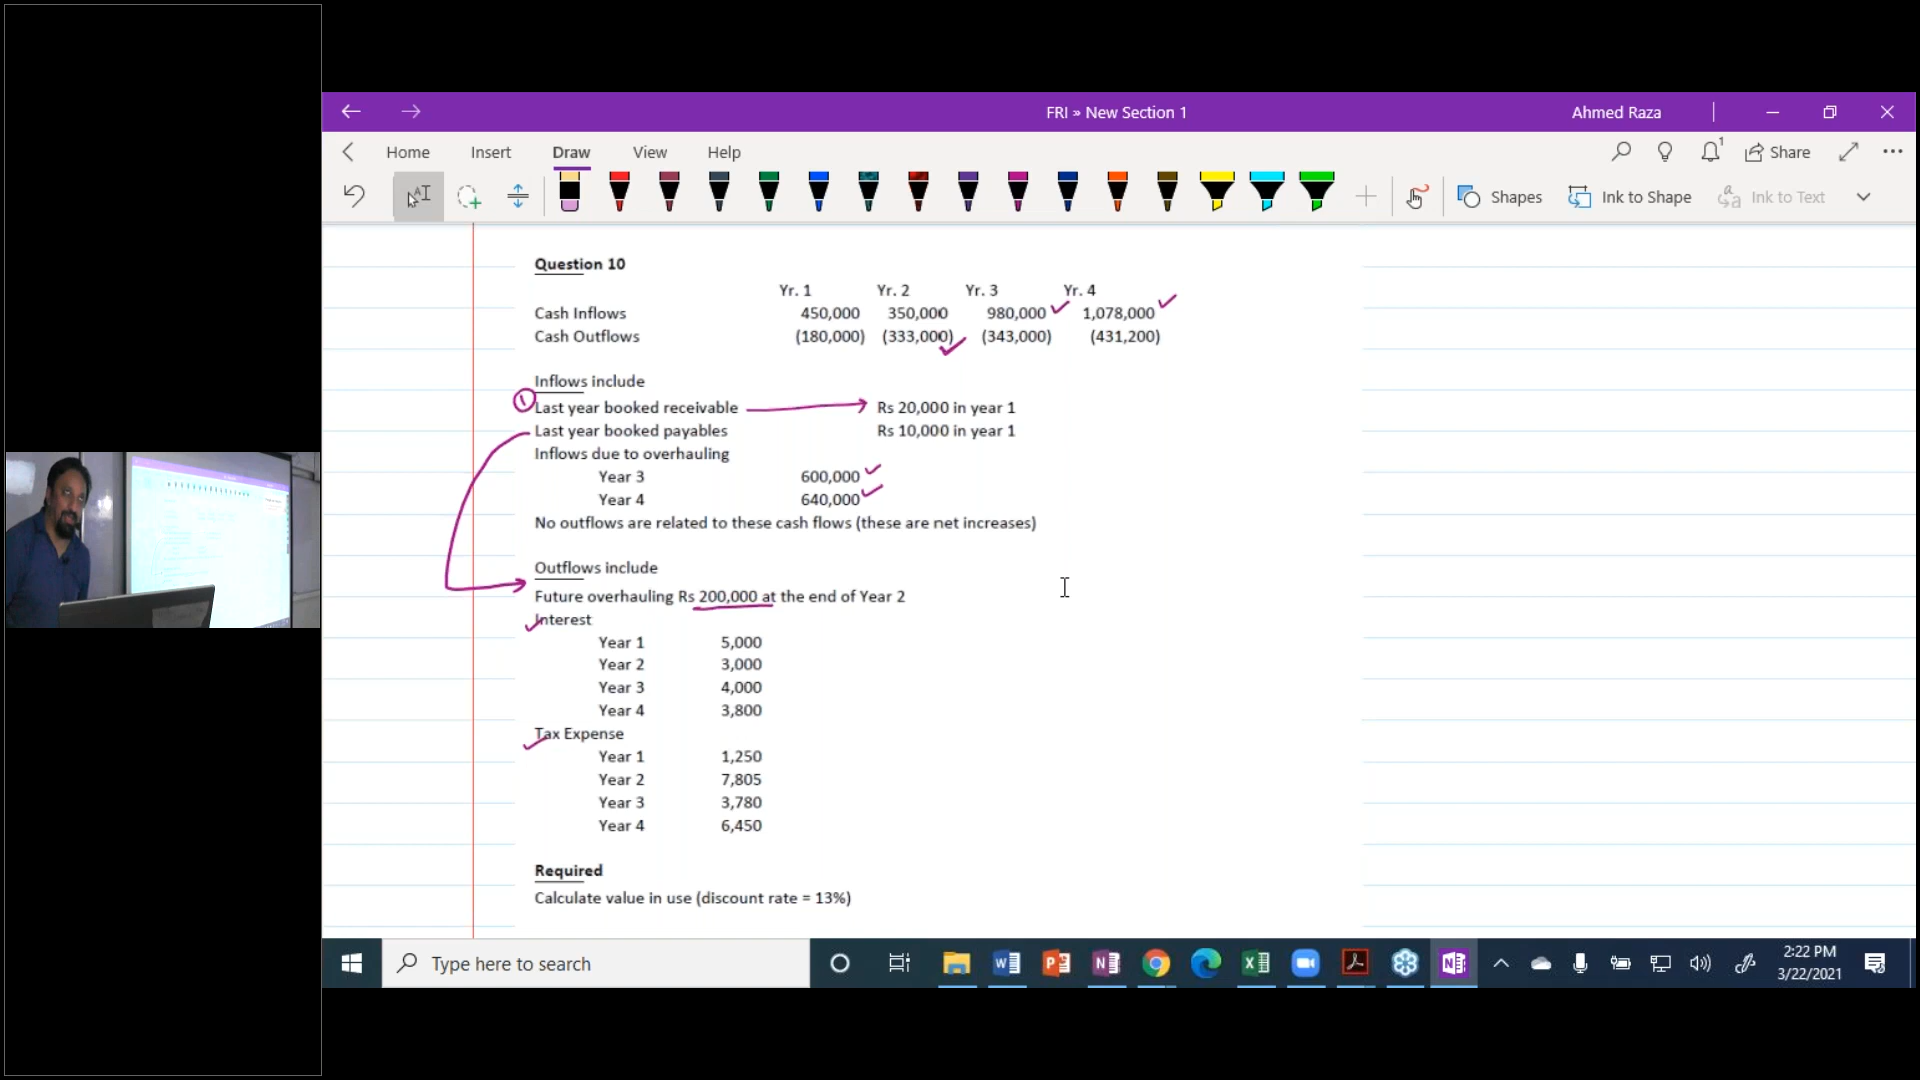 FRI » New Section 1
Ahmed Raza
Home Insert Draw View Help
1
Share
Shapes
Ink to Shape
Ink to Text
Question 10
Yr. 1 Yr. 2 Yr. 3 Yr. 4
Cash Inflows 450,000 350,000 980,000 1,078,000
Cash Outflows (180,000) (333,000) (343,000) (431,200)
Inflows include
1
Last year booked receivable Rs 20,000 in year 1
Last year booked payables Rs 10,000 in year 1
Inflows due to overhauling
Year 3 600,000
Year 4 640,000
No outflows are related to these cash flows (these are net increases)
Outflows include
Future overhauling Rs 200,000 at the end of Year 2
Interest
Year 1 5,000
Year 2 3,000
Year 3 4,000
Year 4 3,800
Tax Expense
Year 1 1,250
Year 2 7,805
Year 3 3,780
Year 4 6,450
Required
Calculate value in use (discount rate = 13%)
Type here to search
2:22 PM
3/22/2021